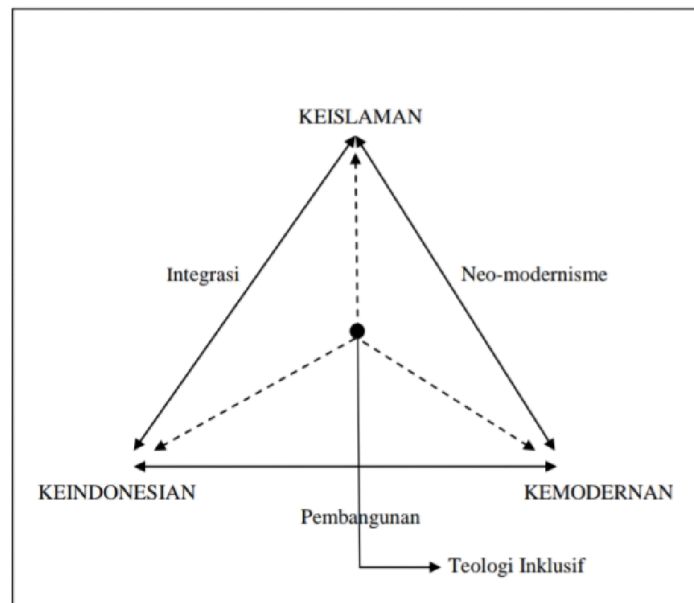 KEISLAMAN
Integrasi
Neo-modernisme
KEINDONESIAN
KEMODERNAN
Pembangunan
Teologi Inklusif